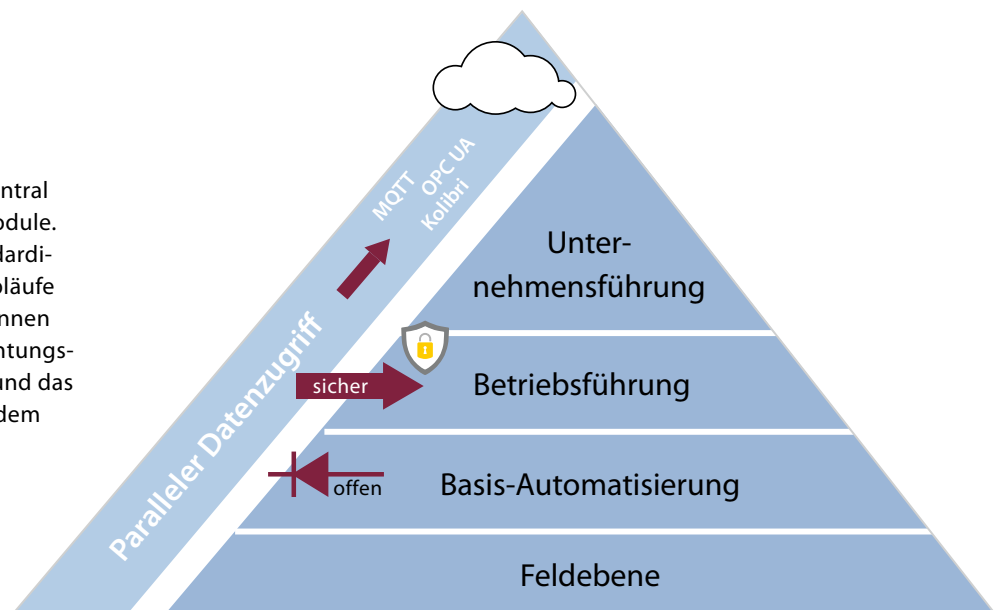 ntral
odule.
dardi-
bläufe
nnen
ntungs-
und das
dem
MQTT
OPC UA
Kolibri
Paralleler Datenzugriff
Unter-
nehmensführung
sicher
Betriebsführung
offen
Basis-Automatisierung
Feldebene